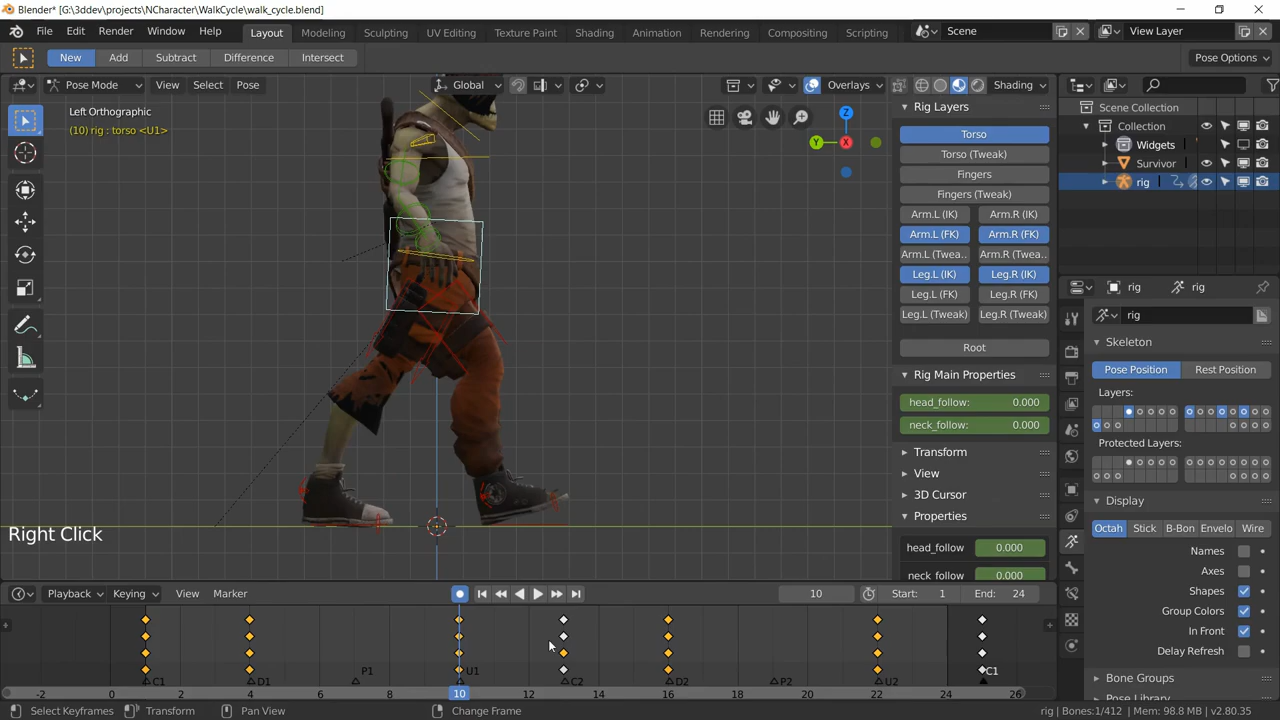 Blender* [G:\3ddev\projects\NCharacter\WalkCycle\walk_cycle.blend]
File Edit Render Window Help Layout Modeling Sculpting UV Editing Texture Paint Shading Animation Rendering Compositing Scripting Scene View Layer
New Add Subtract Difference Intersect Pose Options
Pose Mode View Select Pose Global Overlays Shading
Left Orthographic
(10) rig : torso <U1>
Z
Y
X
Right Click
Rig Layers
Torso
Torso (Tweak)
Fingers
Fingers (Tweak)
Arm.L (IK) Arm.R (IK)
Arm.L (FK) Arm.R (FK)
Arm.L (Twea.. Arm.R (Twea..
Leg.L (IK) Leg.R (IK)
Leg.L (FK) Leg.R (FK)
Leg.L (Tweak) Leg.R (Tweak)
Root
Rig Main Properties
head_follow: 0.000
neck_follow: 0.000
Transform
View
3D Cursor
Properties
head_follow 0.000
neck_follow 0.000
Scene Collection
Collection
Widgets
Survivor
rig
rig rig
rig
Skeleton
Pose Position Rest Position
Layers:
Protected Layers:
Display
Octah Stick B-Bon Envelo Wire
Names
Axes
Shapes
Group Colors
In Front
Delay Refresh
Bone Groups
Pose Library
Playback Keying View Marker 10 Start: 1 End: 24
C1 D1 P1 U1 C2 D2 P2 U2 C1
-2 0 2 4 6 8 10 12 14 16 18 20 22 24 26
Select Keyframes Transform Pan View Change Frame rig | Bones:1/412 | Mem: 98.8 MB | v2.80.35